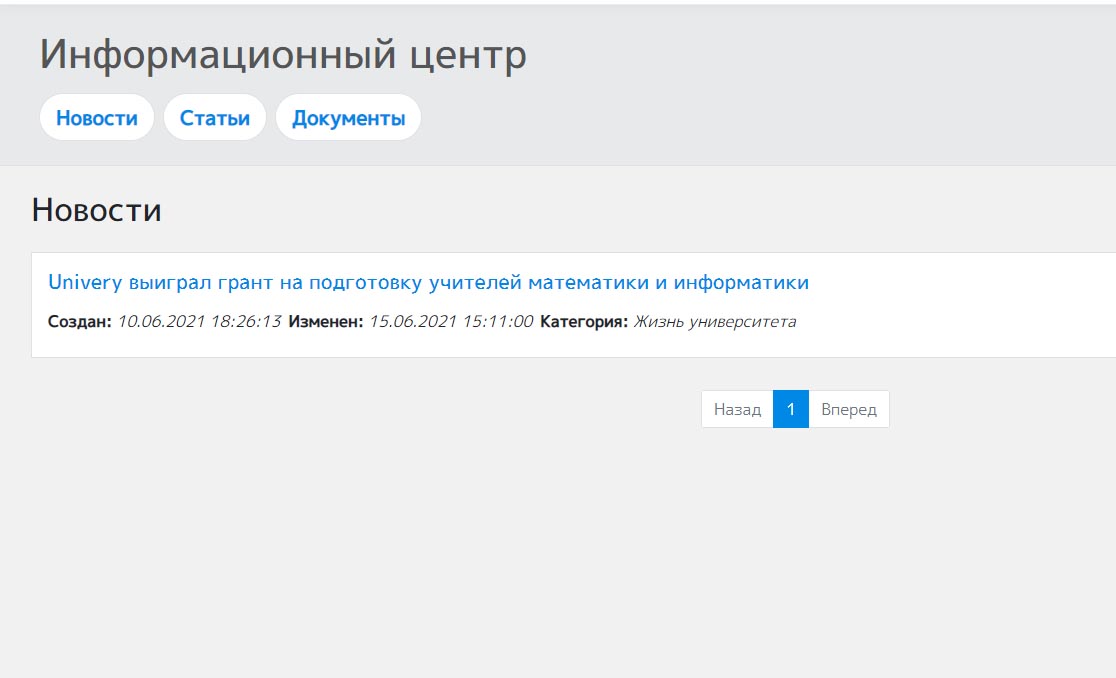 Информационный центр
Новости Статьи Документы
Новости
Univery выиграл грант на подготовку учителей математики и информатики
Создан: 10.06.2021 18:26:13 Изменен: 15.06.2021 15:11:00 Категория: Жизнь университета
Назад 1 Вперед